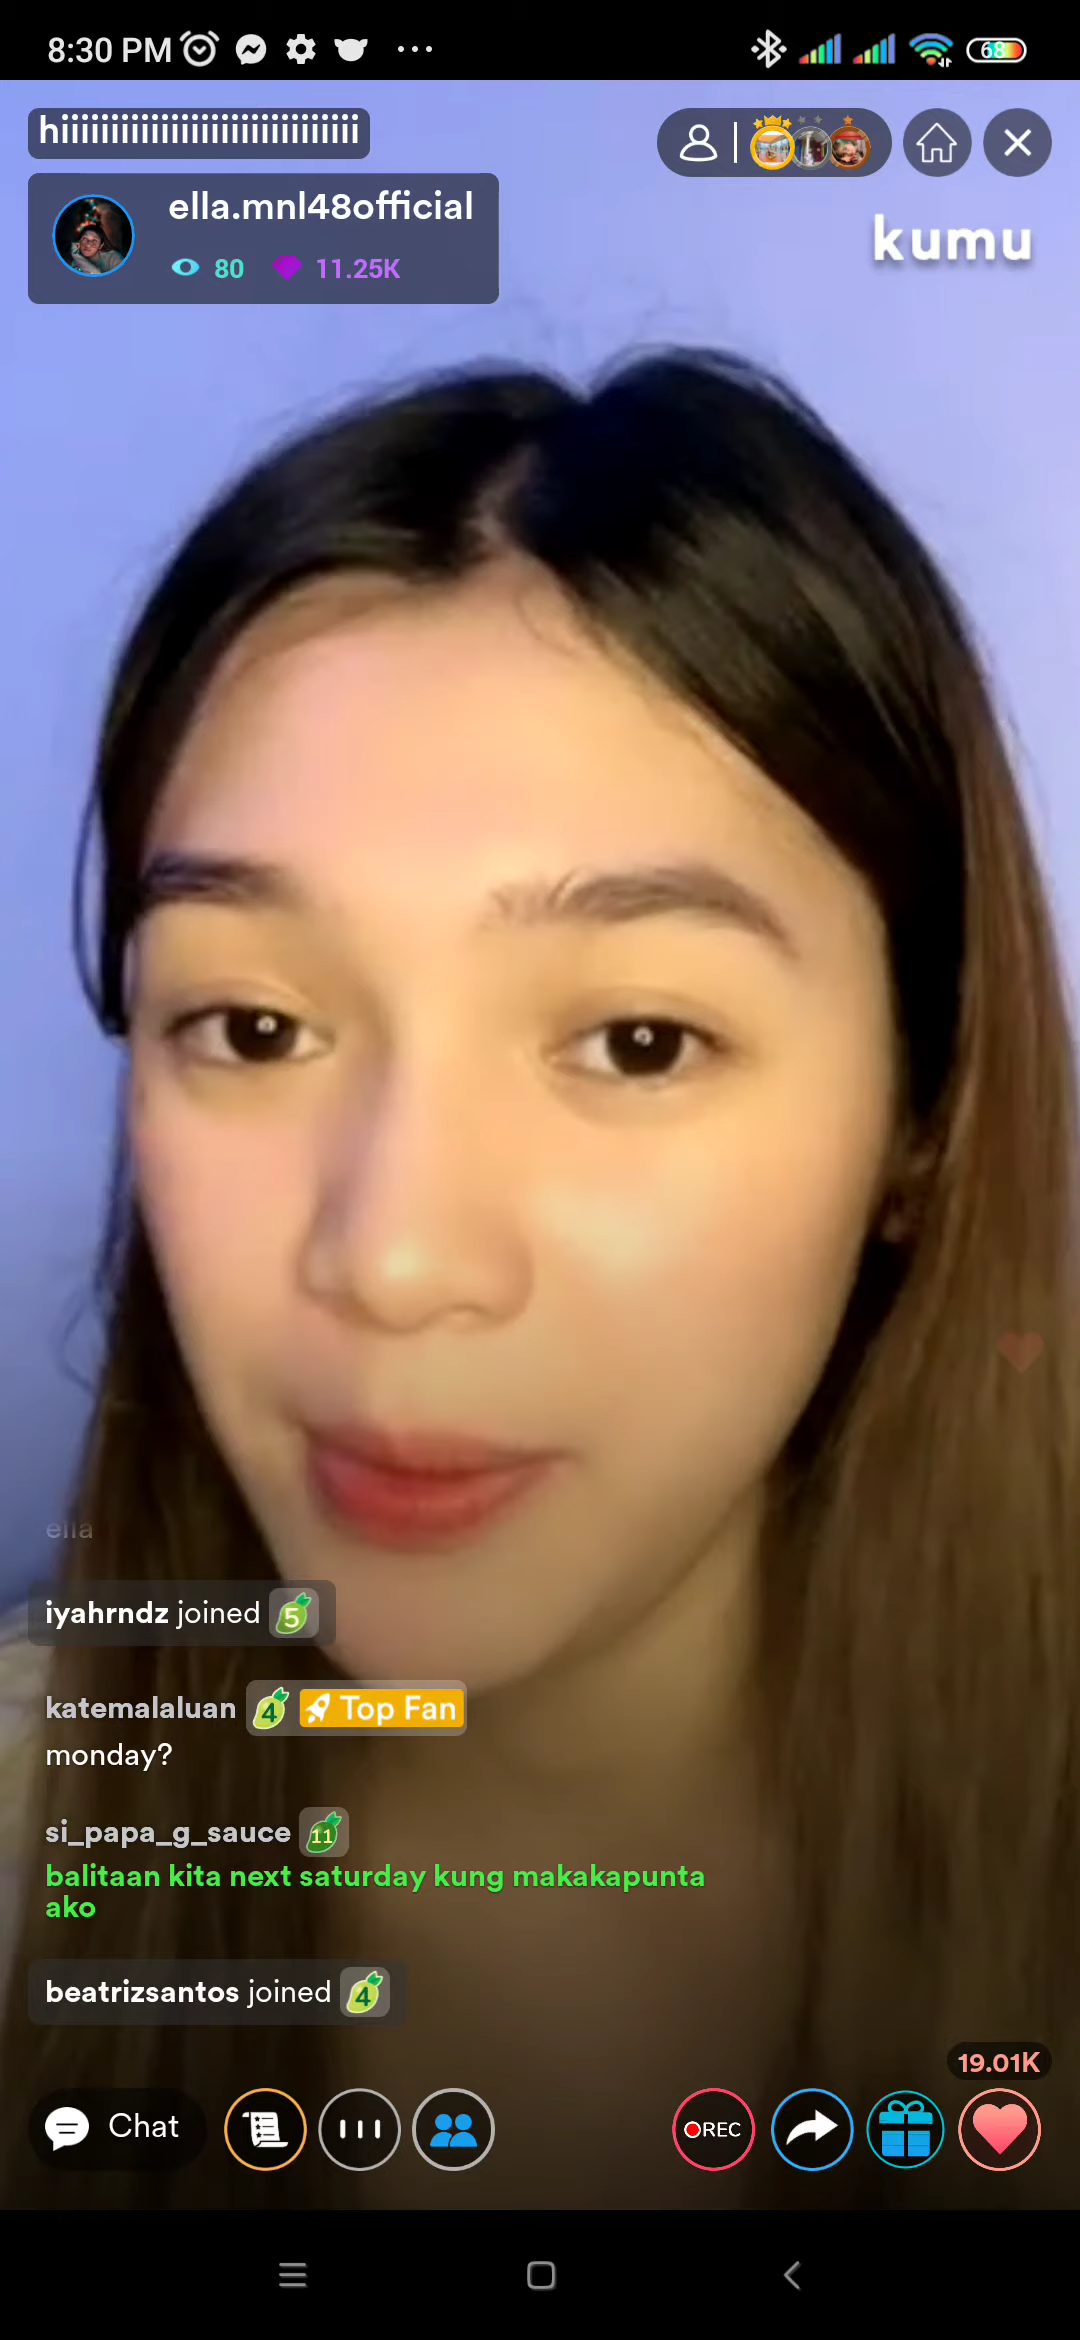 8:30 PM
68
hiiiiiiiiiiiiiiiiiiiiiiiiiiiiii
ella.mnl48official
80 11.25K
kumu
ella
iyahrndz joined 5
katemalaluan 4 Top Fan
monday?
si_papa_g_sauce 11
balitaan kita next saturday kung makakapunta
ako
beatrizsantos joined 4
19.01K
Chat
REC